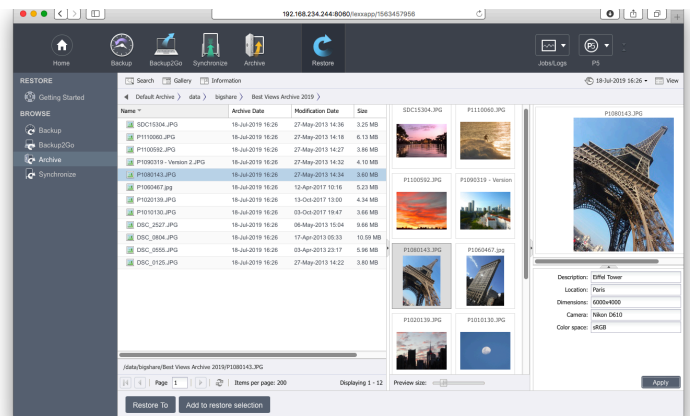 192.168.234.244:8060/lexxapp/1563457956
Home
Backup
Backup2Go
Synchronize
Archive
Restore
Jobs/Logs
P5
P5
RESTORE
Getting Started
BROWSE
Backup
Backup2Go
Archive
Synchronize
Search Gallery Information
18-Jul-2019 16:26
View
Default Archive data bigshare Best Views Archive 2019
Name Archive Date Modification Date Size
SDC15304.JPG 18-Jul-2019 16:26 27-May-2013 14:36 3.25 MB
P1110060.JPG 18-Jul-2019 16:26 27-May-2013 14:18 6.13 MB
P1100592.JPG 18-Jul-2019 16:26 27-May-2013 14:27 3.86 MB
P1090319 - Version 2.JPG 18-Jul-2019 16:26 27-May-2013 14:32 4.10 MB
P1080143.JPG 18-Jul-2019 16:26 27-May-2013 14:34 3.60 MB
P1060467.jpg 18-Jul-2019 16:26 12-Apr-2017 10:16 5.23 MB
P1020139.JPG 18-Jul-2019 16:26 13-Oct-2017 13:00 4.34 MB
P1010130.JPG 18-Jul-2019 16:26 03-Oct-2017 19:47 3.66 MB
DSC_2527.JPG 18-Jul-2019 16:26 06-May-2013 15:04 9.66 MB
DSC_0804.JPG 18-Jul-2019 16:26 17-Apr-2013 05:33 10.59 MB
DSC_0555.JPG 18-Jul-2019 16:26 03-Apr-2013 23:17 5.96 MB
DSC_0125.JPG 18-Jul-2019 16:26 27-May-2013 14:22 3.80 MB
SDC15304.JPG P1110060.JPG
P1100592.JPG P1090319 - Version
P1080143.JPG P1060467.jpg
P1020139.JPG P1010130.JPG
P1080143.JPG
Description: Eiffel Tower
Location: Paris
Dimensions: 6000x4000
Camera: Nikon D610
Color space: sRGB
/data/bigshare/Best Views Archive 2019/P1080143.JPG
Page 1 Items per page: 200 Displaying 1 - 12
Preview size:
Apply
Restore To
Add to restore selection